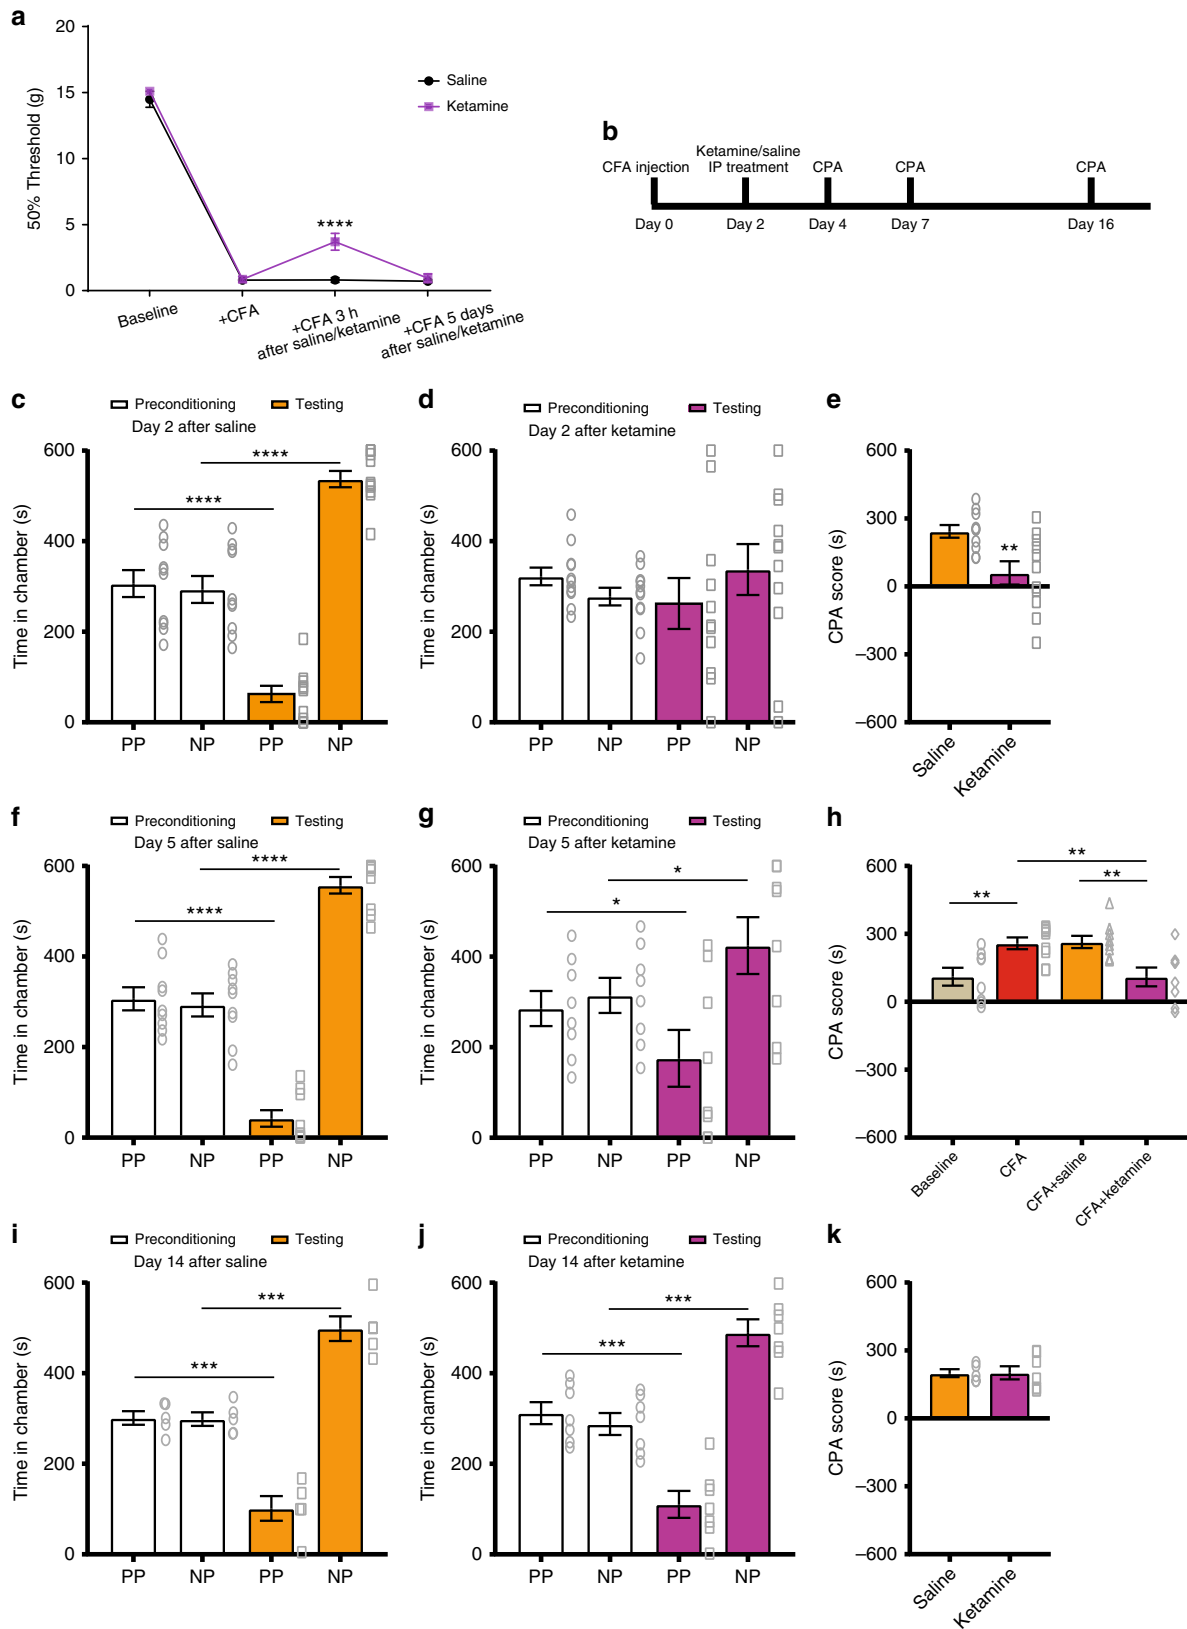 a
20
15
10
5
0
50% Threshold (g)
Saline
Ketamine
****
Baseline
+CFA
+CFA 3 h
after saline/ketamine
+CFA 5 days
after saline/ketamine
b
CFA injection
Ketamine/saline
IP treatment
CPA
CPA
CPA
Day 0
Day 2
Day 4
Day 7
Day 16
c
Preconditioning
Testing
Day 2 after saline
600
400
200
0
Time in chamber (s)
****
****
PP
NP
PP
NP
d
Preconditioning
Testing
Day 2 after ketamine
600
400
200
0
Time in chamber (s)
PP
NP
PP
NP
e
600
300
0
–300
–600
CPA score (s)
**
Saline
Ketamine
f
Preconditioning
Testing
Day 5 after saline
600
400
200
0
Time in chamber (s)
****
****
PP
NP
PP
NP
g
Preconditioning
Testing
Day 5 after ketamine
600
400
200
0
Time in chamber (s)
*
*
PP
NP
PP
NP
h
600
300
0
–300
–600
CPA score (s)
**
**
**
Baseline
CFA
CFA+saline
CFA+ketamine
i
Preconditioning
Testing
Day 14 after saline
600
400
200
0
Time in chamber (s)
***
***
PP
NP
PP
NP
j
Preconditioning
Testing
Day 14 after ketamine
600
400
200
0
Time in chamber (s)
***
***
PP
NP
PP
NP
k
600
300
0
–300
–600
CPA score (s)
Saline
Ketamine